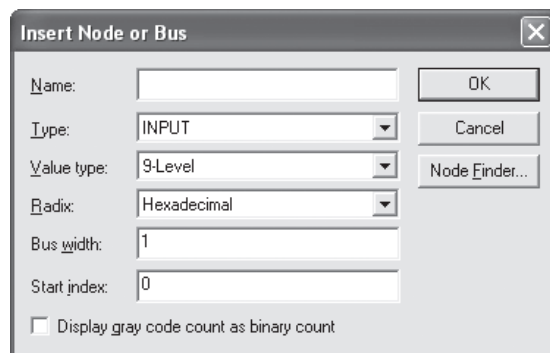 Insert Node or Bus
Name:
OK
Type: INPUT
Cancel
Value type: 9-Level
Node Finder...
Radix: Hexadecimal
Bus width: 1
Start index: 0
Display gray code count as binary count